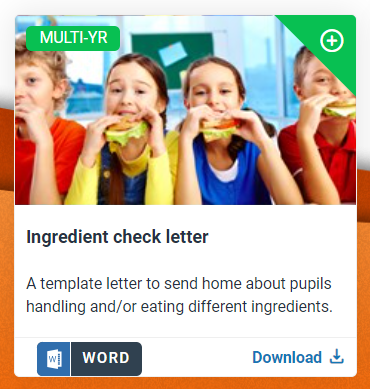 MULTI-YR
Ingredient check letter
A template letter to send home about pupils
handling and/or eating different ingredients.
W WORD Download